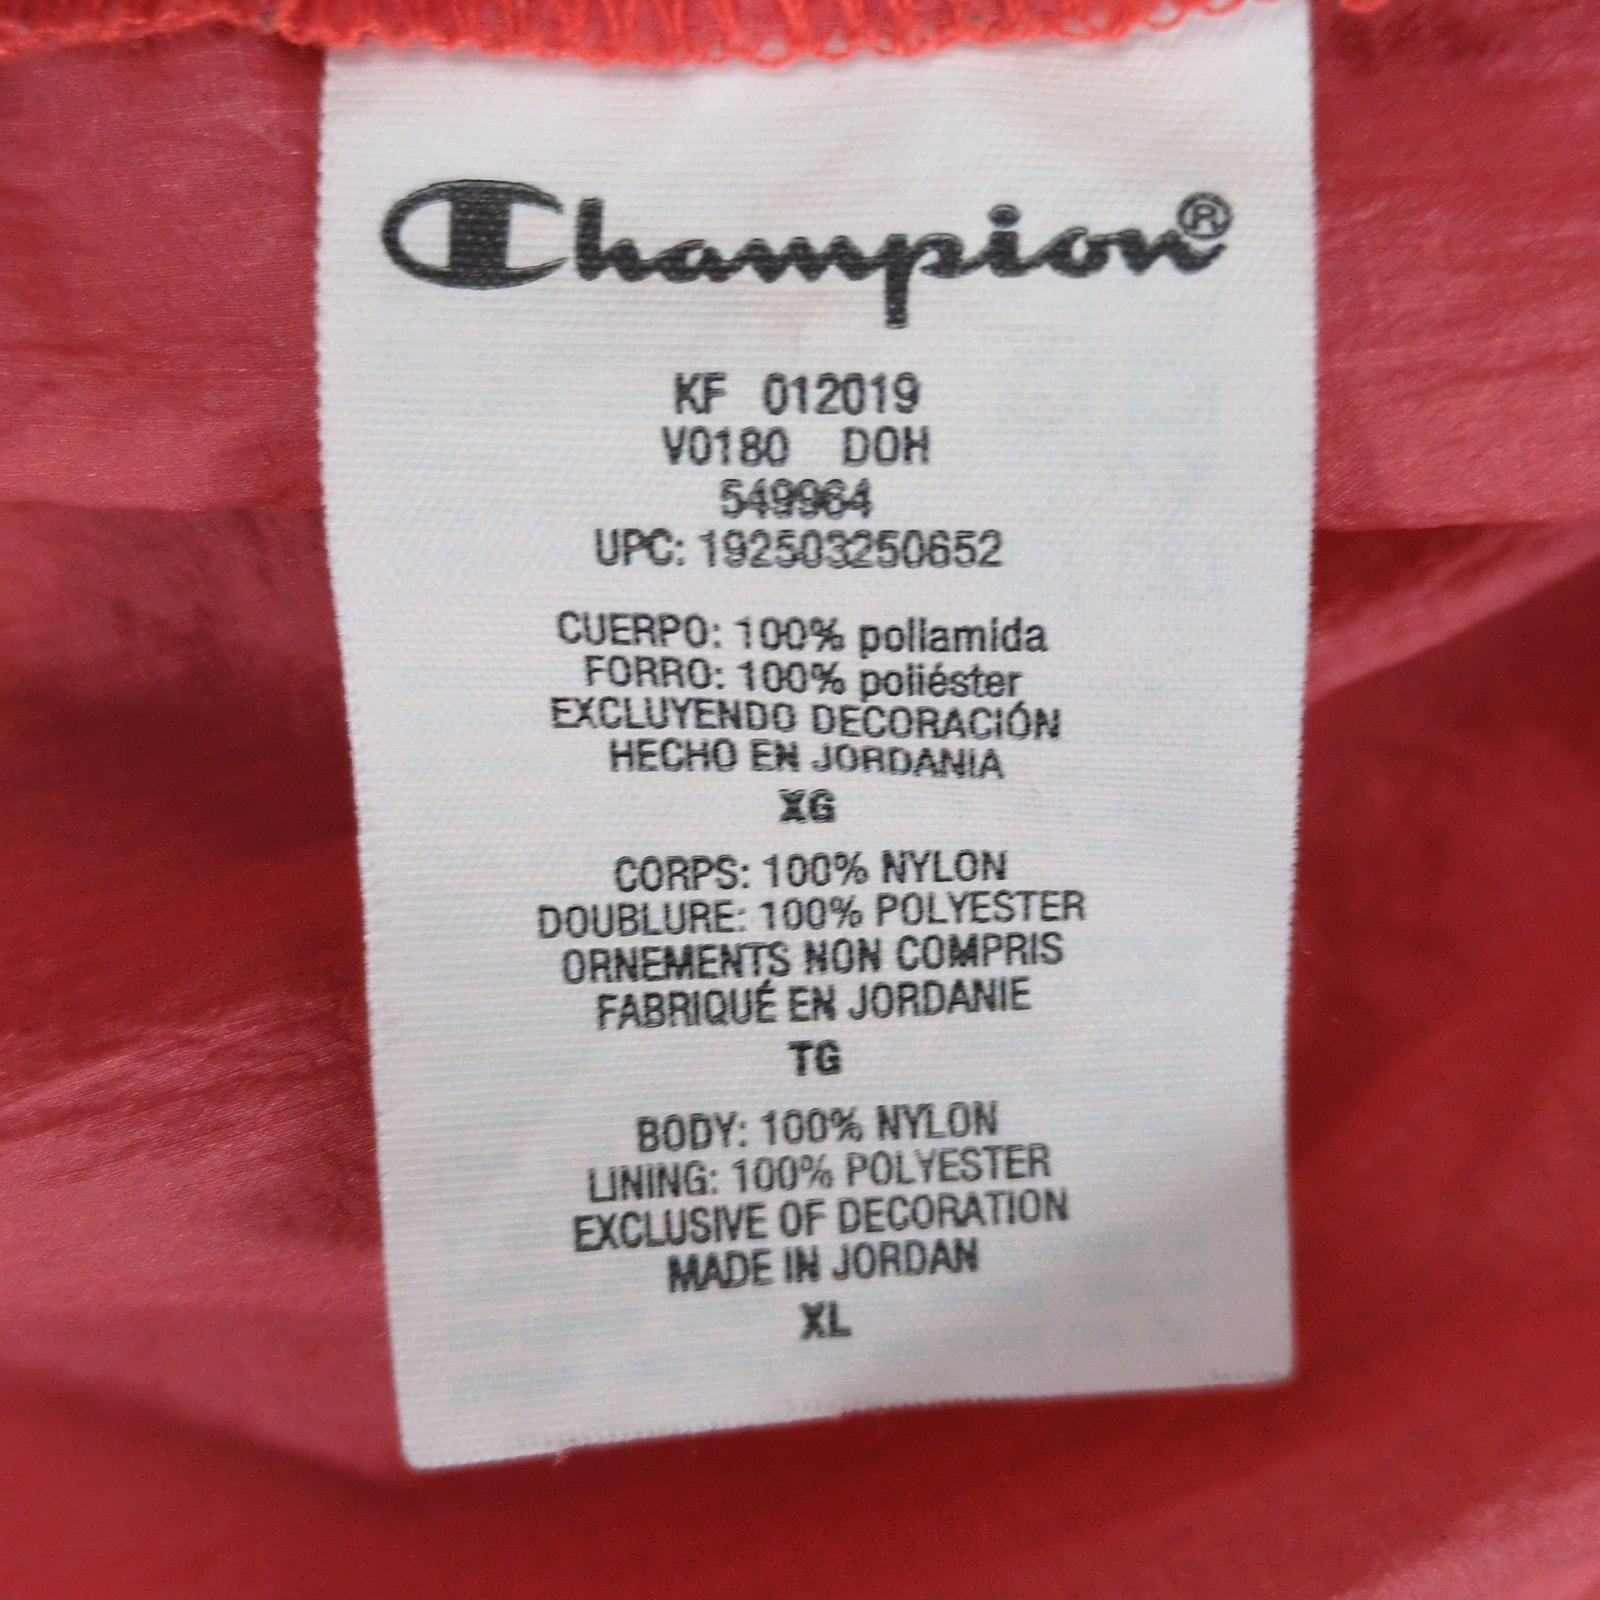 Champion®
KF 012019
V0180 DOH
549964
UPC: 192503250652
CUERPO: 100% poliamida
FORRO: 100% poliéster
EXCLUYENDO DECORACIÓN
HECHO EN JORDANIA
XG
CORPS: 100% NYLON
DOUBLURE: 100% POLYESTER
ORNEMENTS NON COMPRIS
FABRIQUÉ EN JORDANIE
TG
BODY: 100% NYLON
LINING: 100% POLYESTER
EXCLUSIVE OF DECORATION
MADE IN JORDAN
XL